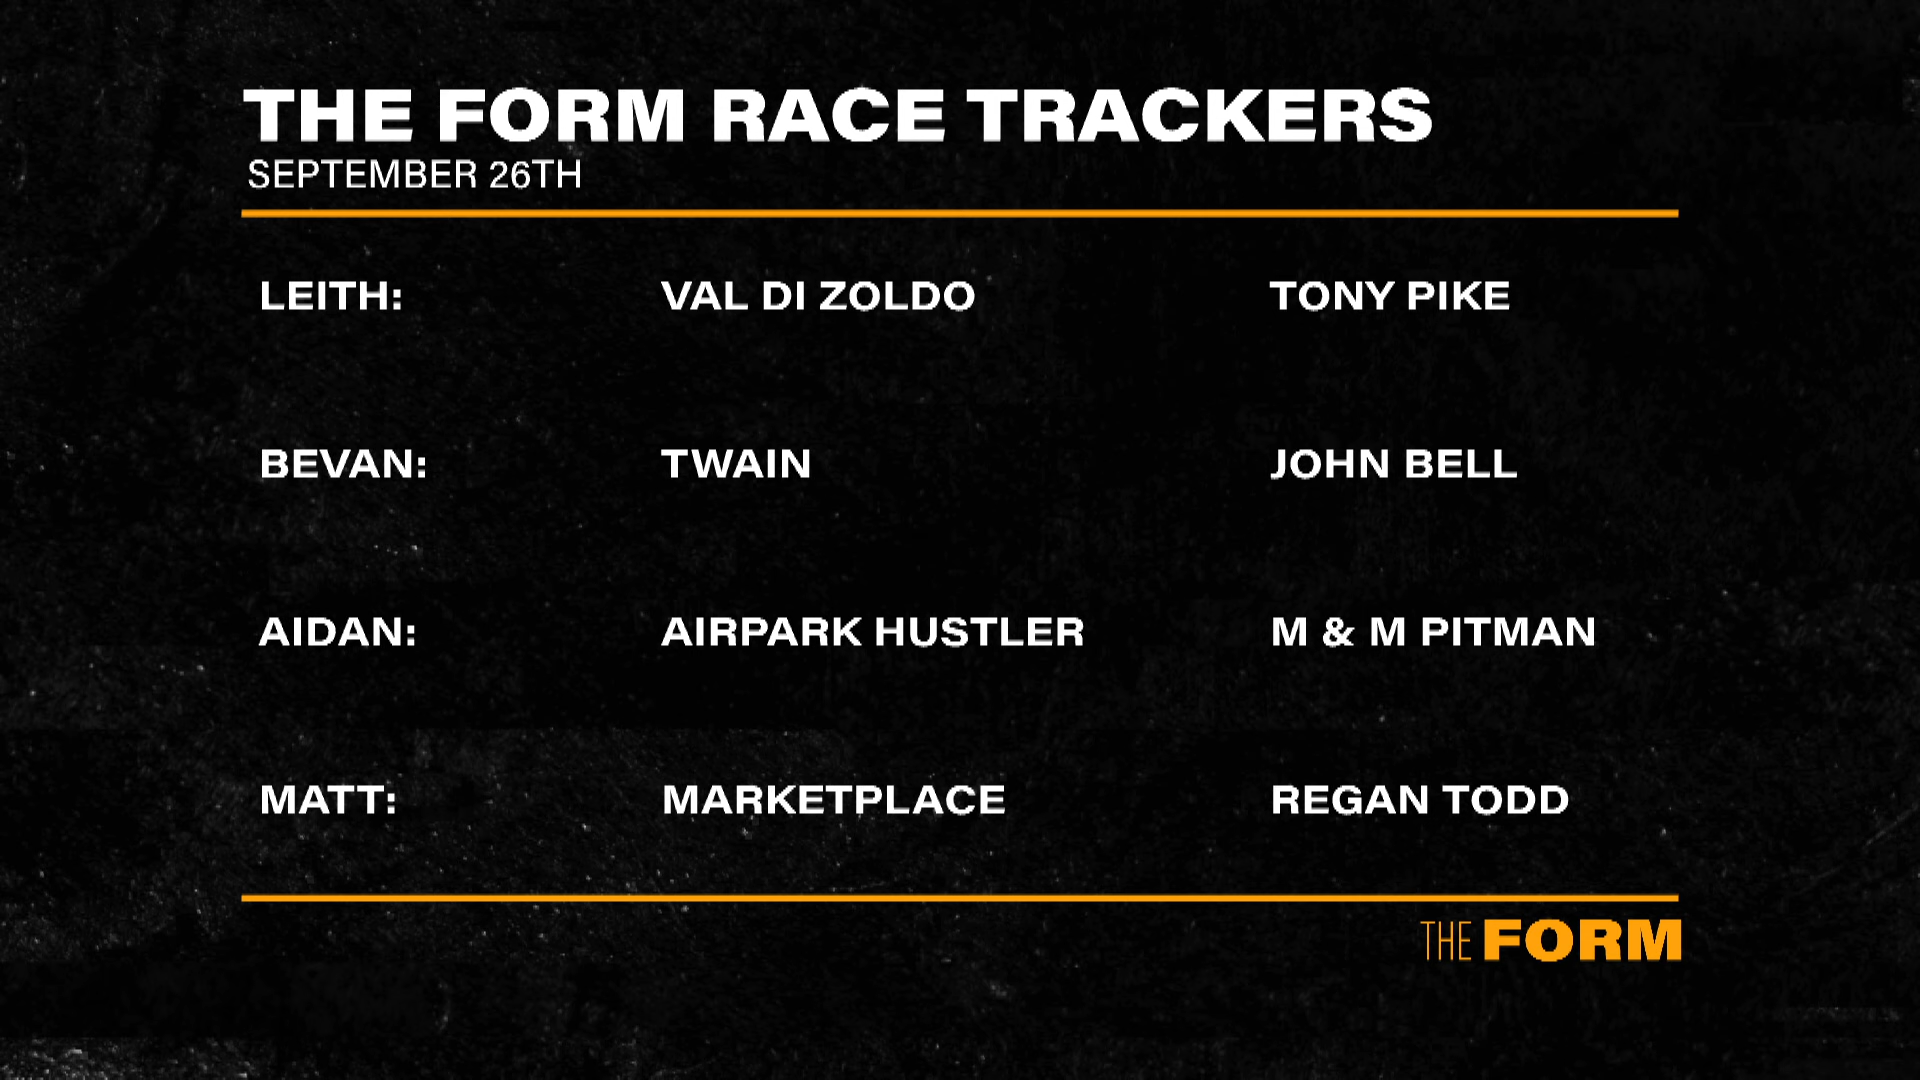 THE FORM RACE TRACKERS
SEPTEMBER 26TH
LEITH: VAL DI ZOLDO TONY PIKE
BEVAN: TWAIN JOHN BELL
AIDAN: AIRPARK HUSTLER M & M PITMAN
MATT: MARKETPLACE REGAN TODD
THE FORM